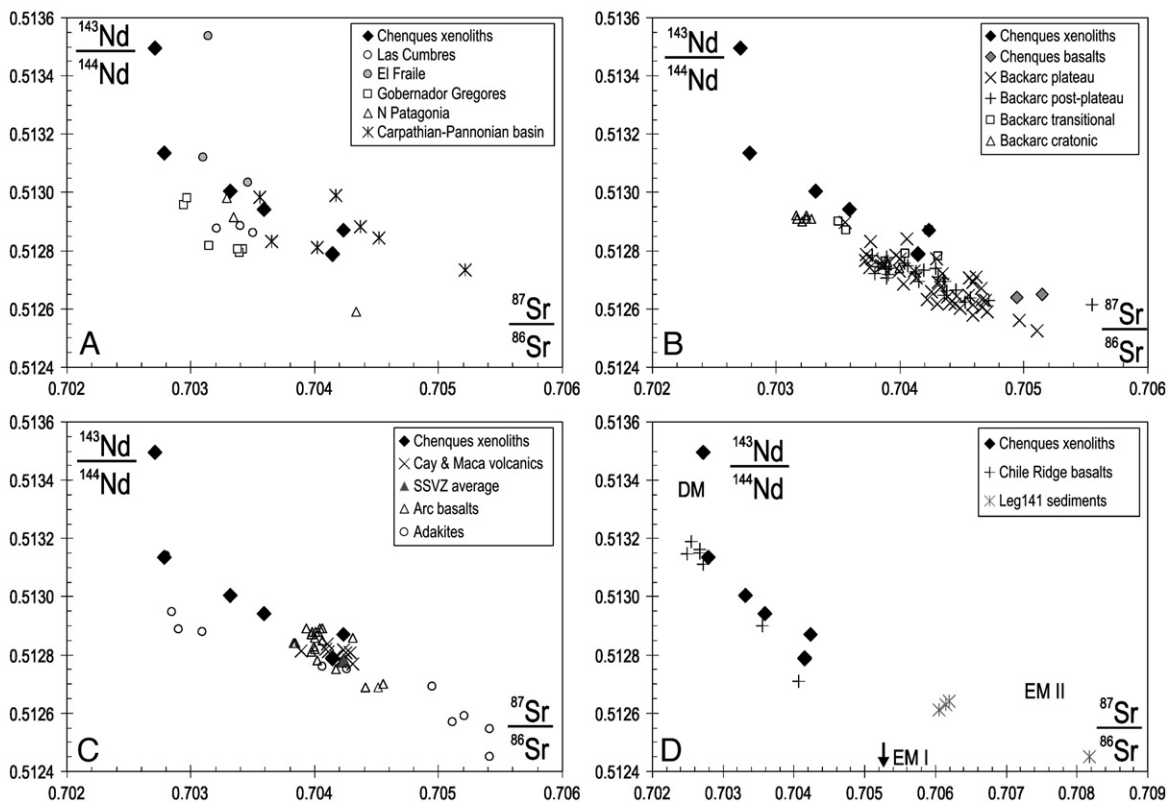 0.5136
0.5134
0.5132
0.5130
0.5128
0.5126
0.5124
143Nd
144Nd
Chenques xenoliths
Las Cumbres
El Fraile
Gobernador Gregores
N Patagonia
Carpathian-Pannonian basin
87Sr
86Sr
A
0.702 0.703 0.704 0.705 0.706
0.5136
0.5134
0.5132
0.5130
0.5128
0.5126
0.5124
143Nd
144Nd
Chenques xenoliths
Chenques basalts
Backarc plateau
Backarc post-plateau
Backarc transitional
Backarc cratonic
87Sr
86Sr
B
0.702 0.703 0.704 0.705 0.706
0.5136
0.5134
0.5132
0.5130
0.5128
0.5126
0.5124
143Nd
144Nd
Chenques xenoliths
Cay & Maca volcanics
SSVZ average
Arc basalts
Adakites
87Sr
86Sr
C
0.702 0.703 0.704 0.705 0.706
0.5136
0.5134
0.5132
0.5130
0.5128
0.5126
0.5124
143Nd
144Nd
Chenques xenoliths
Chile Ridge basalts
Leg141 sediments
DM
EM II
87Sr
86Sr
EM I
D
0.702 0.703 0.704 0.705 0.706 0.707 0.708 0.709